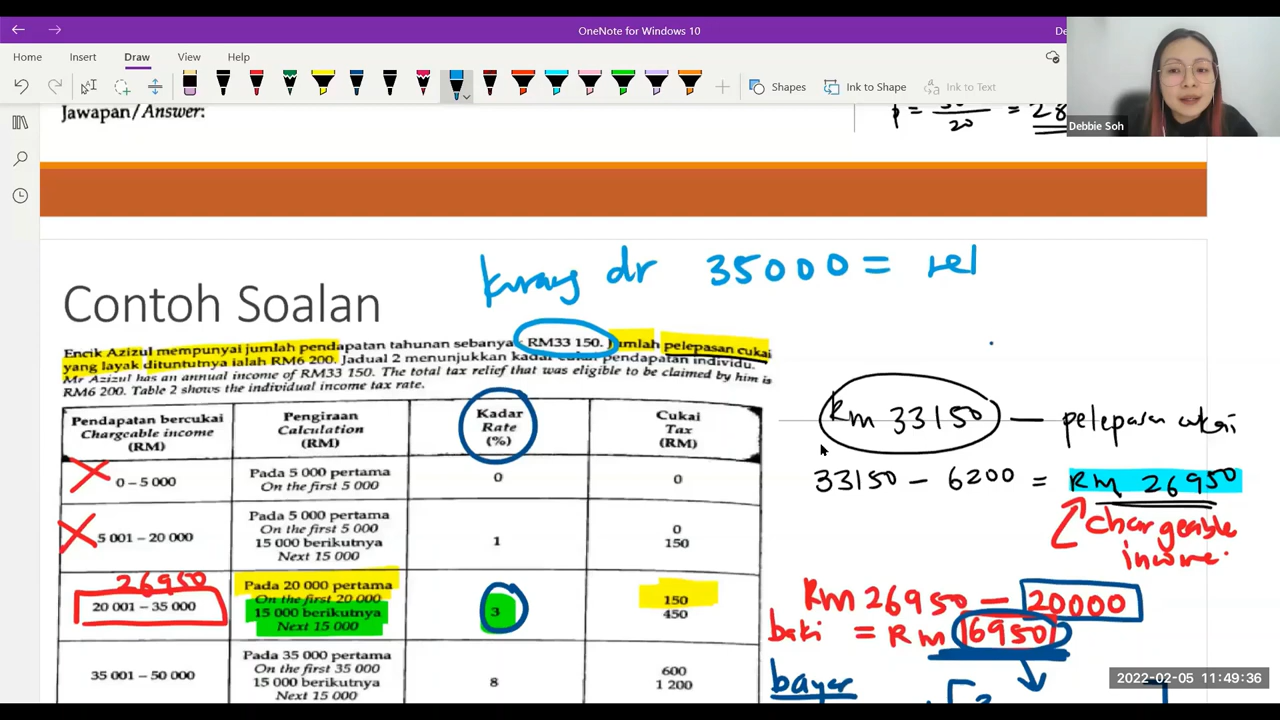 OneNote for Windows 10
De
Home Insert Draw View Help
Shapes Ink to Shape Ink to Text
Jawapan/Answer:
20
= 28
Debbie Soh
kurang dr 35000 = rel
Contoh Soalan
Encik Azizul mempunyai jumlah pendapatan tahunan sebanya RM33 150. Jumlah pelepasan cukai
yang layak dituntutnya ialah RM6 200. Jadual 2 menunjukkan kadar cukai pendapatan individu.
Mr Azizul has an annual income of RM33 150. The total tax relief that was eligible to be claimed by him is
RM6 200. Table 2 shows the individual income tax rate.
Pendapatan bercukai
Chargeable income
(RM)
Pengiraan
Calculation
(RM)
Kadar
Rate
(%)
Cukai
Tax
(RM)
0 – 5 000
Pada 5 000 pertama
On the first 5 000
0
0
5 001 – 20 000
Pada 5 000 pertama
On the first 5 000
15 000 berikutnya
Next 15 000
1
0
150
26950
20 001 – 35 000
Pada 20 000 pertama
On the first 20 000
15 000 berikutnya
Next 15 000
3
150
450
35 001 – 50 000
Pada 35 000 pertama
On the first 35 000
15 000 berikutnya
Next 15 000
8
600
1 200
Rm 33150 — pelepasan cukai
33150 - 6200 = RM 26950
chargeable
income.
RM 26950 - 20000
baki = RM 6950
bayar
2022-02-05 11:49:36